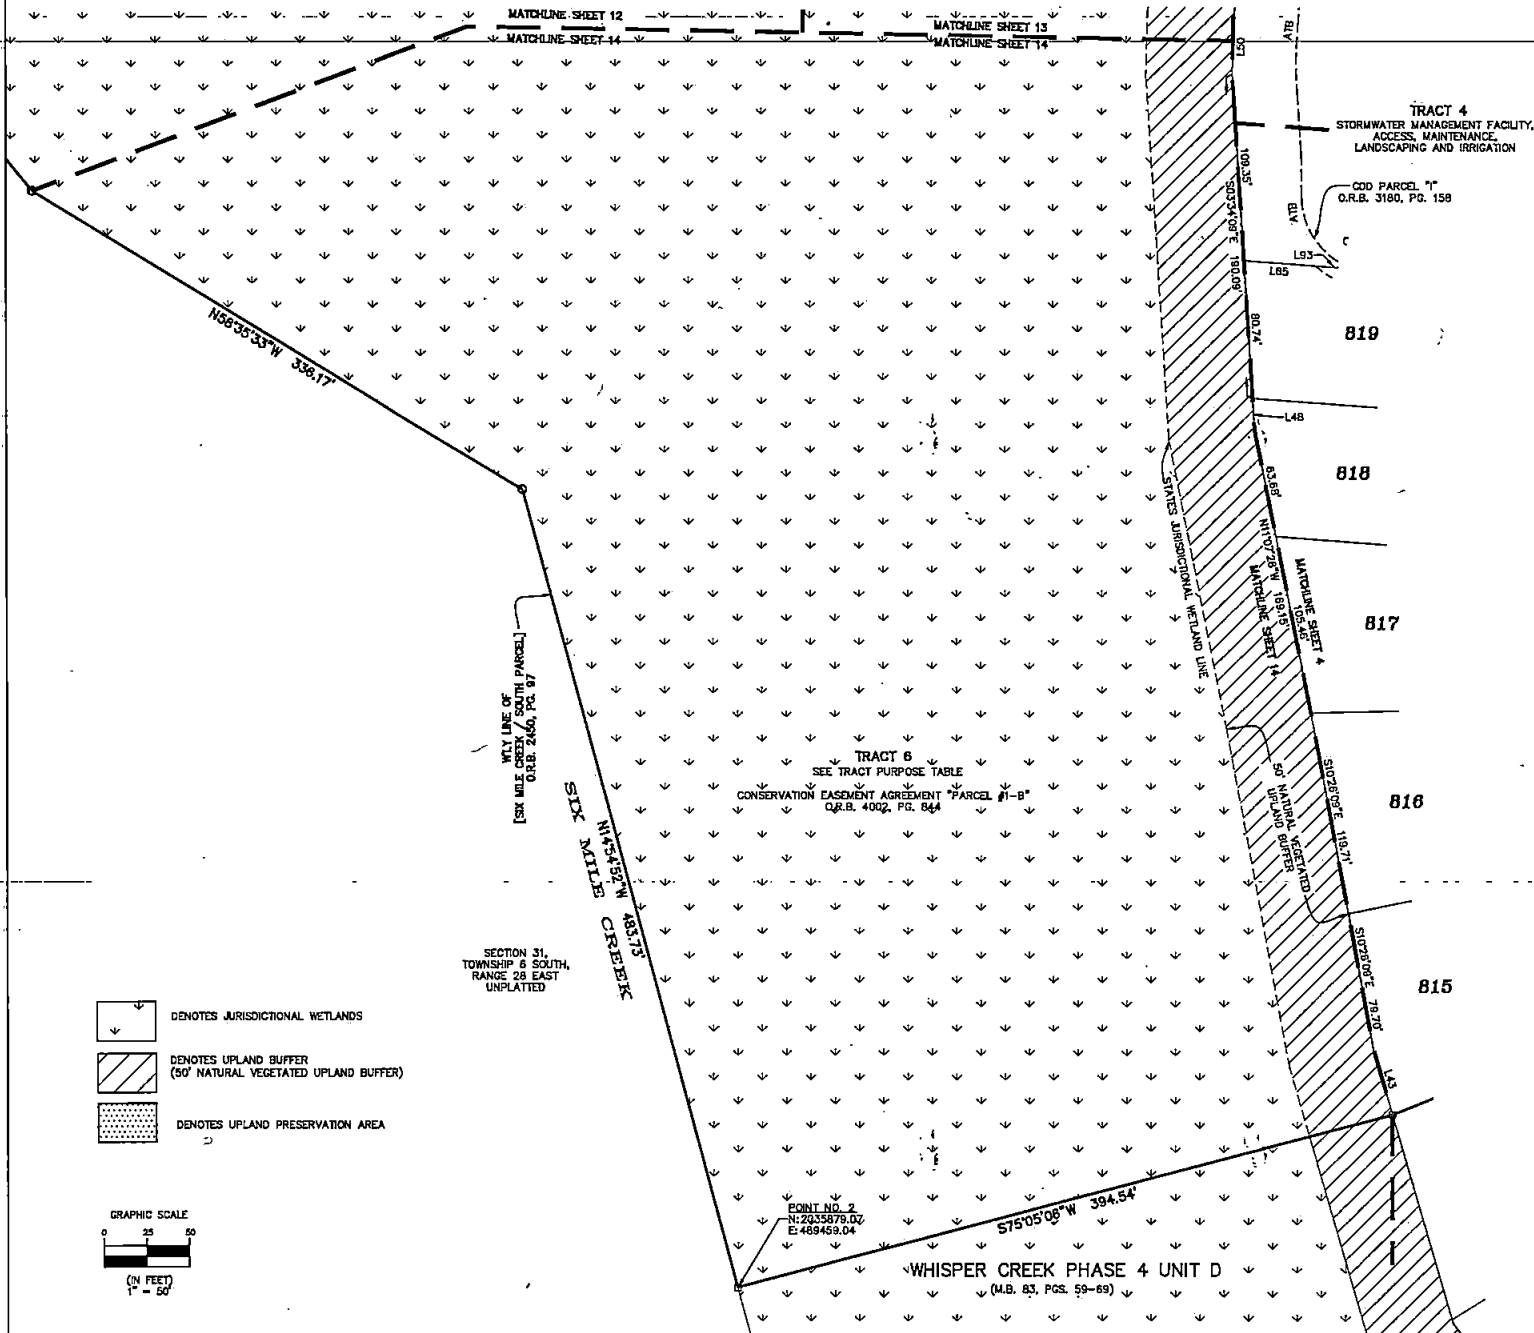 MATCHLINE SHEET 12
MATCHLINE SHEET 14
MATCHLINE SHEET 13
MATCHLINE SHEET 14
L50
ATB
TRACT 4
STORMWATER MANAGEMENT FACILITY,
ACCESS, MAINTENANCE,
LANDSCAPING AND IRRIGATION
CDD PARCEL "I"
O.R.B. 3180, PG. 158
109.35'
S03°34'09"E 190.09'
L93
L85
80.74'
819
L48
818
63.68'
N11°07'28"W 169.15'
MATCHLINE SHEET 14
MATCHLINE SHEET 4
105.46'
817
STATES JURISDICTIONAL WETLAND LINE
N58°35'33"W 336.17'
W'LY LINE OF
[SIX MILE CREEK / SOUTH PARCEL]
O.R.B. 2450, PG. 97
SIX MILE CREEK
N14°54'52"W 483.73'
TRACT 6
SEE TRACT PURPOSE TABLE
CONSERVATION EASEMENT AGREEMENT "PARCEL #1-B"
O.R.B. 4002, PG. 844
50' NATURAL VEGETATED
UPLAND BUFFER
S10°26'09"E 119.71'
816
S10°26'09"E 79.70'
815
L43
SECTION 31,
TOWNSHIP 6 SOUTH,
RANGE 28 EAST
UNPLATTED
DENOTES JURISDICTIONAL WETLANDS
DENOTES UPLAND BUFFER
(50' NATURAL VEGETATED UPLAND BUFFER)
DENOTES UPLAND PRESERVATION AREA
GRAPHIC SCALE
0 25 50
(IN FEET)
1" = 50'
POINT NO. 2
N:2035879.07
E:489459.04
S75°05'08"W 394.54'
WHISPER CREEK PHASE 4 UNIT D
(M.B. 83, PGS. 59-69)